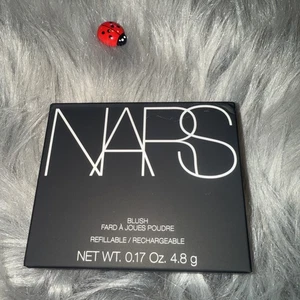 NARS
BLUSH
FARD À JOUES POUDRE
REFILLABLE / RECHARGEABLE
NET WT. 0.17 Oz. 4.8 g